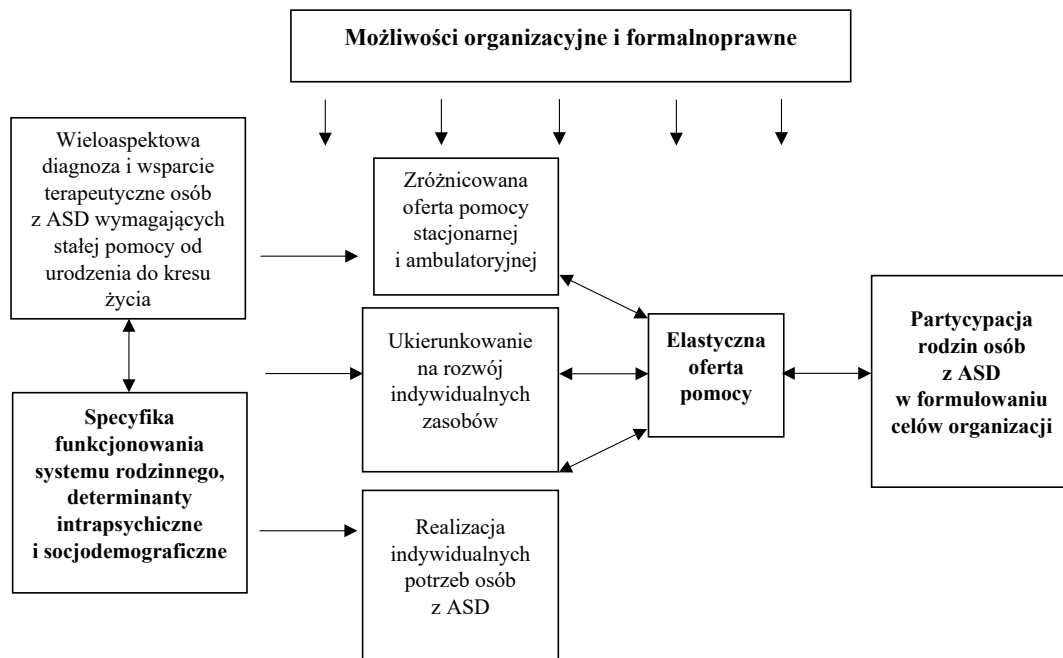 Możliwości organizacyjne i formalnoprawne
Wieloaspektowa
diagnoza i wsparcie
terapeutyczne osób
z ASD wymagających
stałej pomocy od
urodzenia do kresu
życia
Specyfika
funkcjonowania
systemu rodzinnego,
determinanty
intrapsychiczne
i socjodemograficzne
Zróżnicowana
oferta pomocy
stacjonarnej
i ambulatoryjnej
Ukierunkowanie
na rozwój
indywidualnych
zasobów
Realizacja
indywidualnych
potrzeb osób
z ASD
Elastyczna
oferta
pomocy
Partycypacja
rodzin osób
z ASD
w formułowaniu
celów organizacji